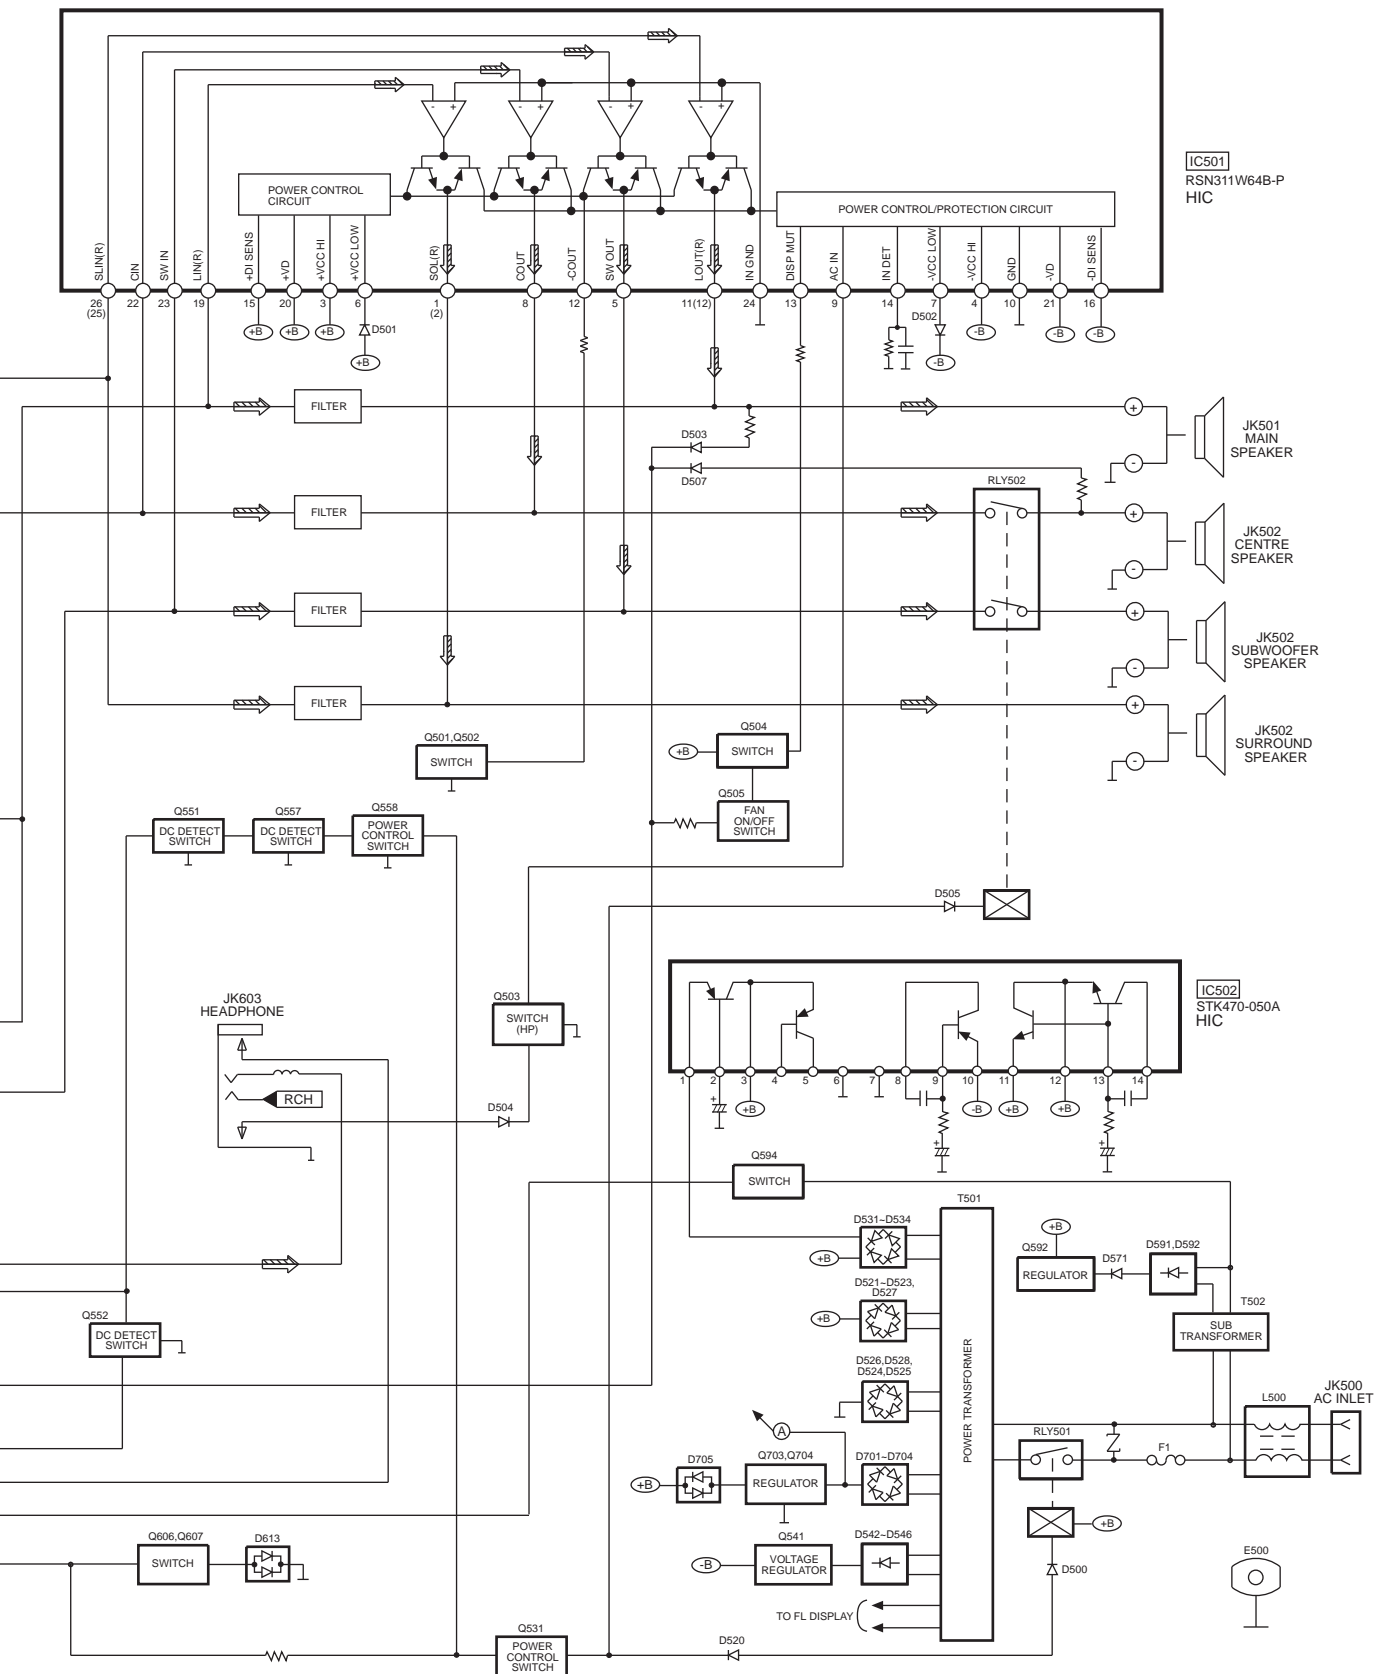 IC501
RSN311W64B-P
HIC
POWER CONTROL
CIRCUIT
POWER CONTROL/PROTECTION CIRCUIT
- +
- +
- +
- +
SLIN(R)
CIN
SW IN
LIN(R)
+DI SENS
+VD
+VCC HI
+VCC LOW
SOL(R)
COUT
-COUT
SW OUT
LOUT(R)
IN GND
DISP MUT
AC IN
IN DET
-VCC LOW
-VCC HI
GND
-VD
-DI SENS
26
(25)
22
23
19
15
20
3
6
1
(2)
8
12
5
11(12)
24
13
9
14
7
4
10
21
16
+B
+B
+B
D501
+B
D502
-B
-B
-B
-B
FILTER
D503
D507
+
-
JK501
MAIN
SPEAKER
RLY502
FILTER
+
-
JK502
CENTRE
SPEAKER
FILTER
+
-
JK502
SUBWOOFER
SPEAKER
FILTER
+
-
JK502
SURROUND
SPEAKER
Q501,Q502
SWITCH
+B
Q504
SWITCH
Q505
FAN
ON/OFF
SWITCH
Q551
DC DETECT
SWITCH
Q557
DC DETECT
SWITCH
Q558
POWER
CONTROL
SWITCH
D505
IC502
STK470-050A
HIC
JK603
HEADPHONE
RCH
Q503
SWITCH
(HP)
D504
1
2
3
4
5
6
7
8
9
10
11
12
13
14
+
+B
-B
+B
+B
+
+
Q594
SWITCH
T501
POWER TRANSFORMER
D531~D534
+B
D521~D523,
D527
+B
D526,D528,
D524,D525
A
D705
+B
Q703,Q704
REGULATOR
D701~D704
Q541
VOLTAGE
REGULATOR
-B
D542~D546
TO FL DISPLAY
+B
Q592
REGULATOR
D571
D591,D592
T502
SUB
TRANSFORMER
JK500
AC INLET
L500
RLY501
F1
+B
D500
E500
Q552
DC DETECT
SWITCH
Q606,Q607
SWITCH
D613
Q531
POWER
CONTROL
SWITCH
D520